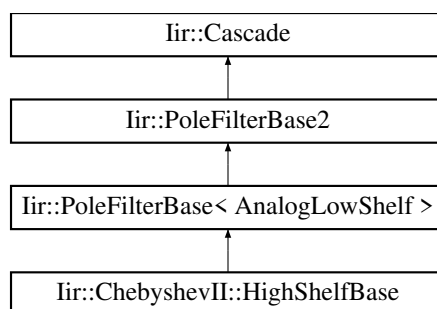 Iir::Cascade
Iir::PoleFilterBase2
Iir::PoleFilterBase< AnalogLowShelf >
Iir::ChebyshevII::HighShelfBase